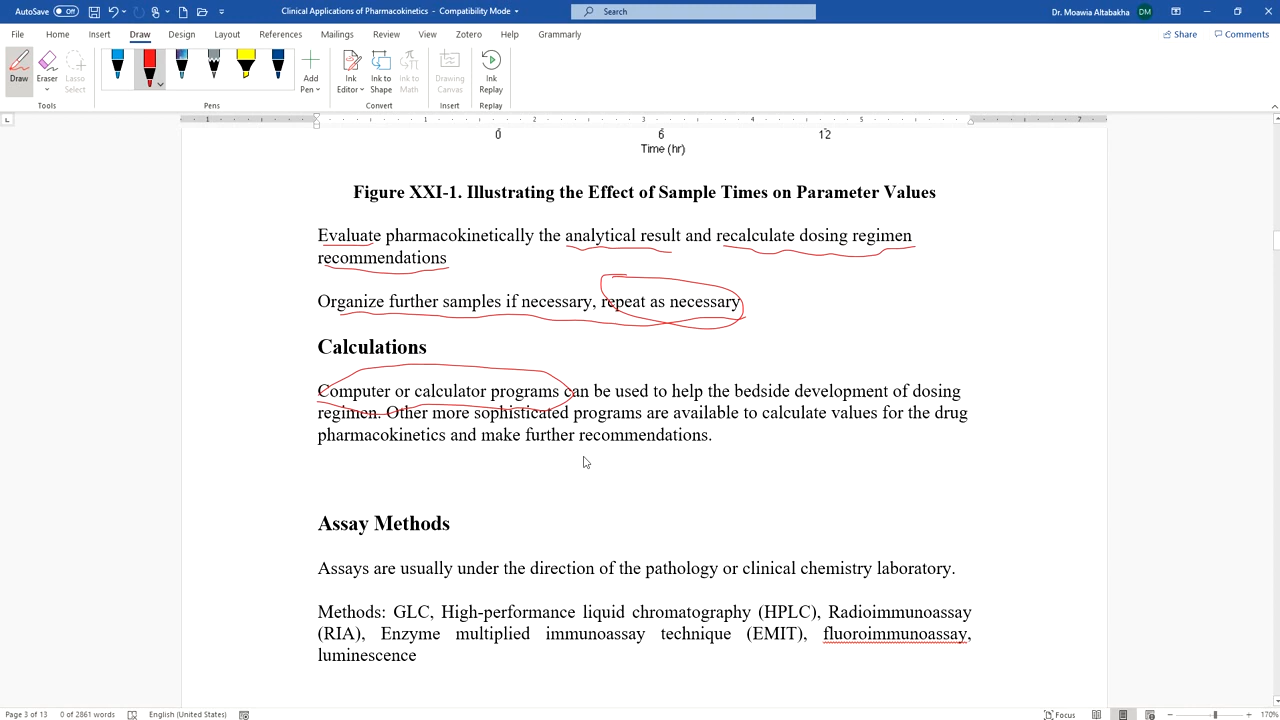 AutoSave Off
Clinical Applications of Pharmacokinetics - Compatibility Mode
Search
Dr. Moawia Altabakha DM
File Home Insert Draw Design Layout References Mailings Review View Zotero Help Grammarly
Share Comments
Draw Eraser Lasso Select
Add Pen
Ink Editor Ink to Shape Ink to Math
Drawing Canvas
Ink Replay
Tools Pens Convert Insert Replay
1 1 2 3 4 5 7
0 6 12
Time (hr)
Figure XXI-1. Illustrating the Effect of Sample Times on Parameter Values
Evaluate pharmacokinetically the analytical result and recalculate dosing regimen
recommendations
Organize further samples if necessary, repeat as necessary
Calculations
Computer or calculator programs can be used to help the bedside development of dosing
regimen. Other more sophisticated programs are available to calculate values for the drug
pharmacokinetics and make further recommendations.
Assay Methods
Assays are usually under the direction of the pathology or clinical chemistry laboratory.
Methods: GLC, High-performance liquid chromatography (HPLC), Radioimmunoassay
(RIA), Enzyme multiplied immunoassay technique (EMIT), fluoroimmunoassay,
luminescence
Page 3 of 13 0 of 2861 words English (United States) Focus 170%